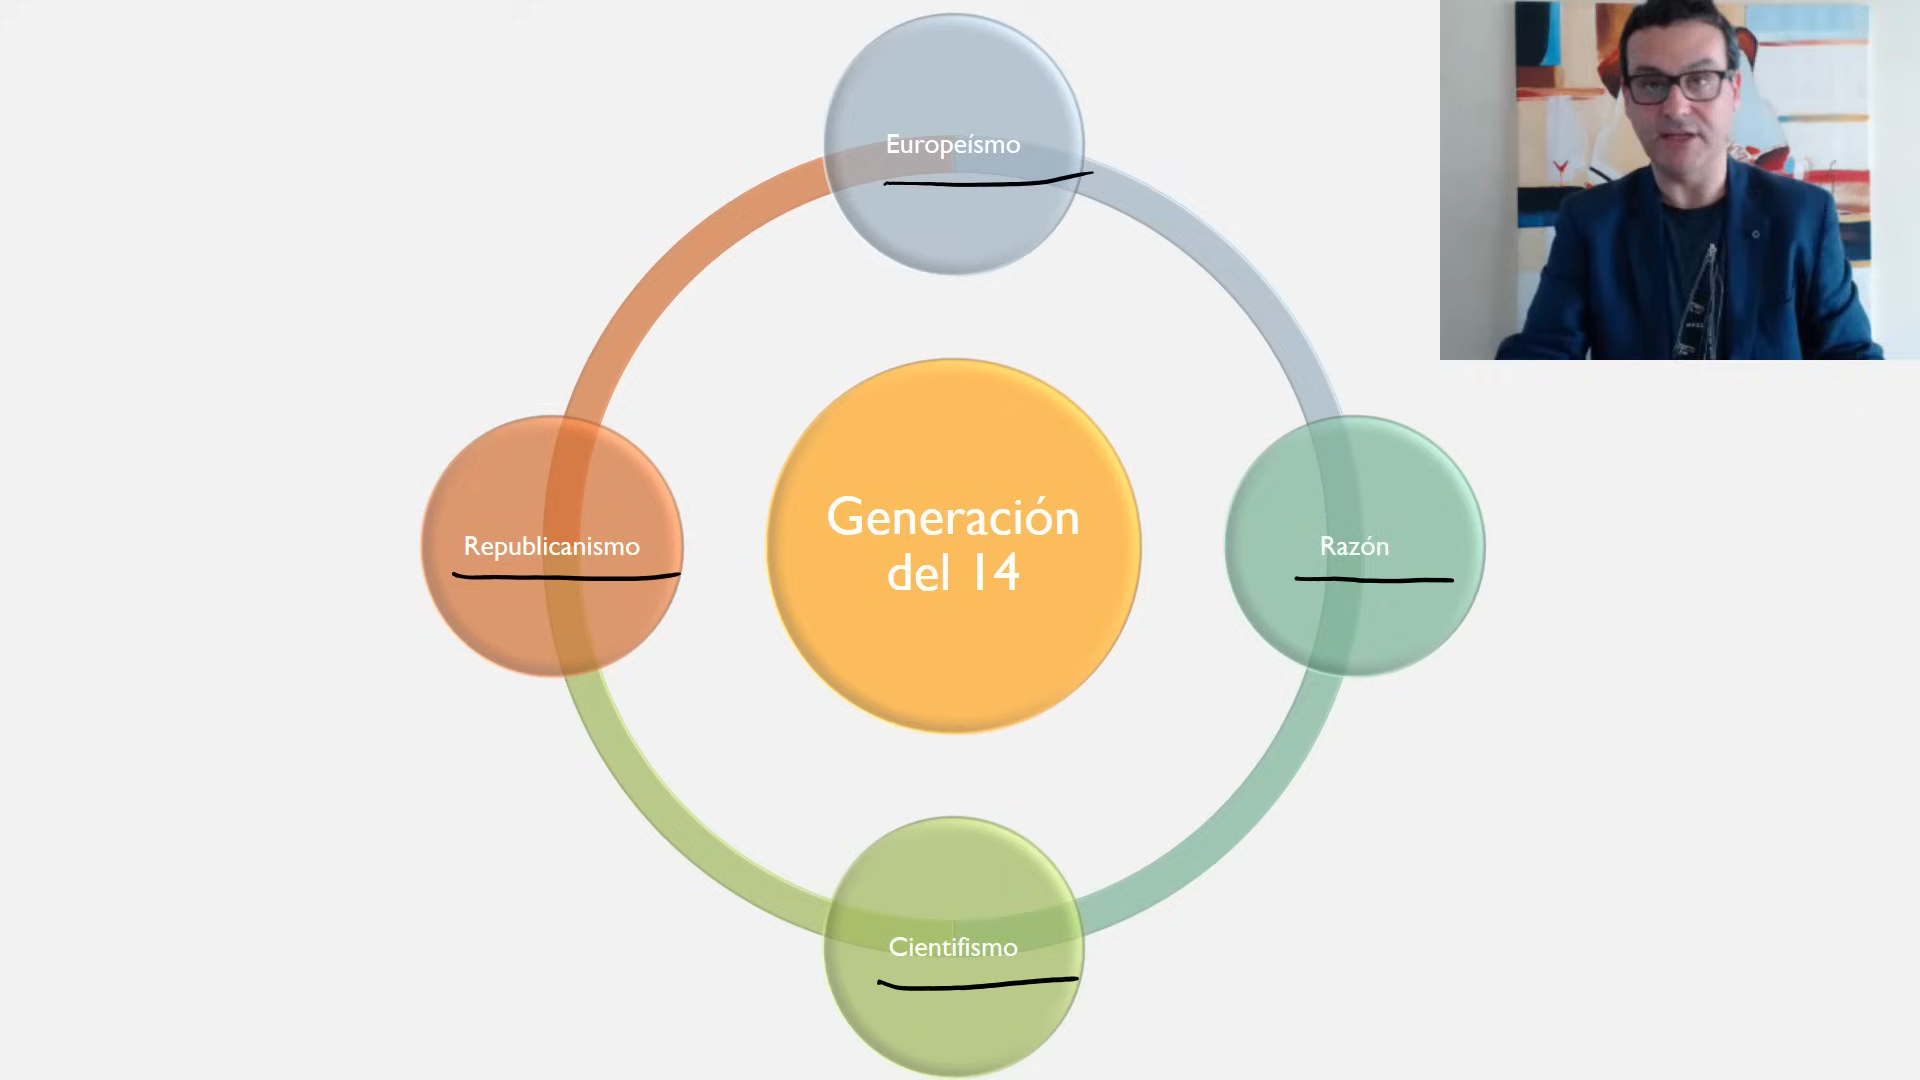 Europeísmo
Generación
del 14
Republicanismo
Razón
Cientifismo